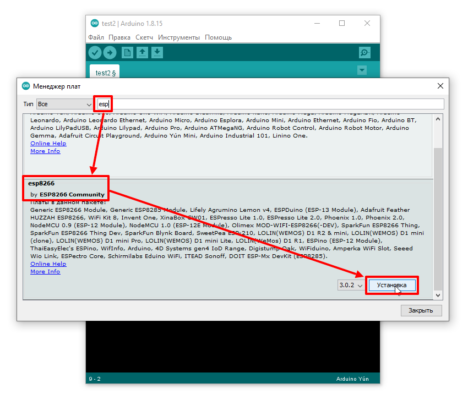 test2 | Arduino 1.8.15
Файл Правка Скетч Инструменты Помощь
test2 §
Менеджер плат
Тип Все esp
Leonardo, Arduino Leonardo Ethernet, Arduino Micro, Arduino Esplora, Arduino Mini, Arduino Ethernet, Arduino Fio, Arduino BT,
Arduino LilyPadUSB, Arduino Lilypad, Arduino Pro, Arduino ATMegaNG, Arduino Robot Control, Arduino Robot Motor, Arduino
Gemma, Adafruit Circuit Playground, Arduino Yún Mini, Arduino Industrial 101, Linino One.
Online Help
More Info
esp8266
by ESP8266 Community
Платы в данном пакете:
Generic ESP8266 Module, Generic ESP8285 Module, Lifely Agrumino Lemon v4, ESPDuino (ESP-13 Module), Adafruit Feather
HUZZAH ESP8266, WiFi Kit 8, Invent One, XinaBox CW01, ESPresso Lite 1.0, ESPresso Lite 2.0, Phoenix 1.0, Phoenix 2.0,
NodeMCU 0.9 (ESP-12 Module), NodeMCU 1.0 (ESP-12E Module), Olimex MOD-WIFI-ESP8266(-DEV), SparkFun ESP8266 Thing,
SparkFun ESP8266 Thing Dev, SparkFun Blynk Board, SweetPea ESP-210, LOLIN(WEMOS) D1 R2 & mini, LOLIN(WEMOS) D1 mini
(clone), LOLIN(WEMOS) D1 mini Pro, LOLIN(WEMOS) D1 mini Lite, LOLIN(WeMos) D1 R1, ESPino (ESP-12 Module),
ThaiEasyElec's ESPino, WifInfo, Arduino, 4D Systems gen4 IoD Range, Digistump Oak, WiFiduino, Amperka WiFi Slot, Seeed
Wio Link, ESPectro Core, Schirmilabs Eduino WiFi, ITEAD Sonoff, DOIT ESP-Mx DevKit (ESP8285).
Online Help
More Info
3.0.2 Установка
Закрыть
9 - 2 Arduino Yún